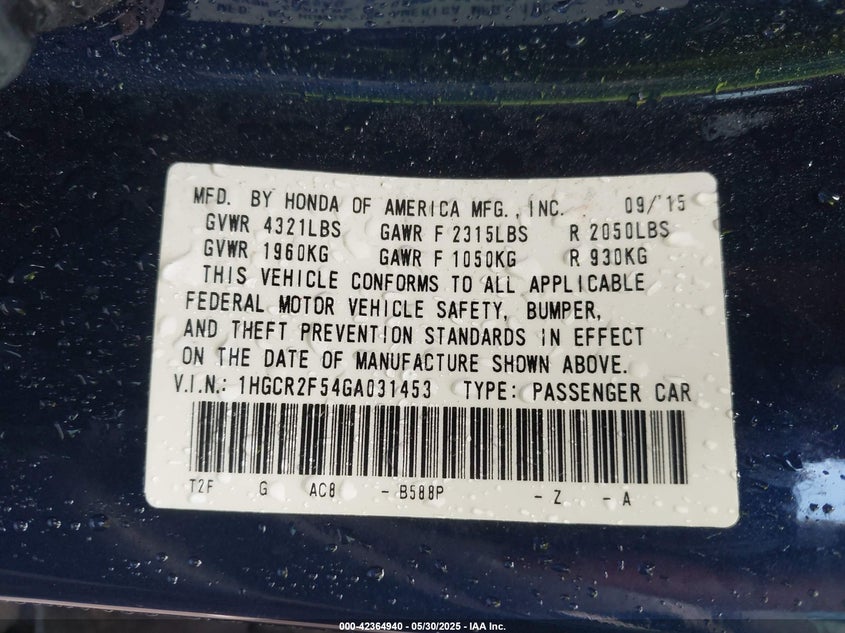 MFD. BY HONDA OF AMERICA MFG., INC. 09/'15
GVWR 4321LBS GAWR F 2315LBS R 2050LBS
GVWR 1960KG GAWR F 1050KG R 930KG
THIS VEHICLE CONFORMS TO ALL APPLICABLE
FEDERAL MOTOR VEHICLE SAFETY, BUMPER,
AND THEFT PREVENTION STANDARDS IN EFFECT
ON THE DATE OF MANUFACTURE SHOWN ABOVE.
V.I.N.: 1HGCR2F54GA031453 TYPE: PASSENGER CAR
T2F G AC8 - B588P - Z - A
000-42364940 - 05/30/2025 - IAA Inc.